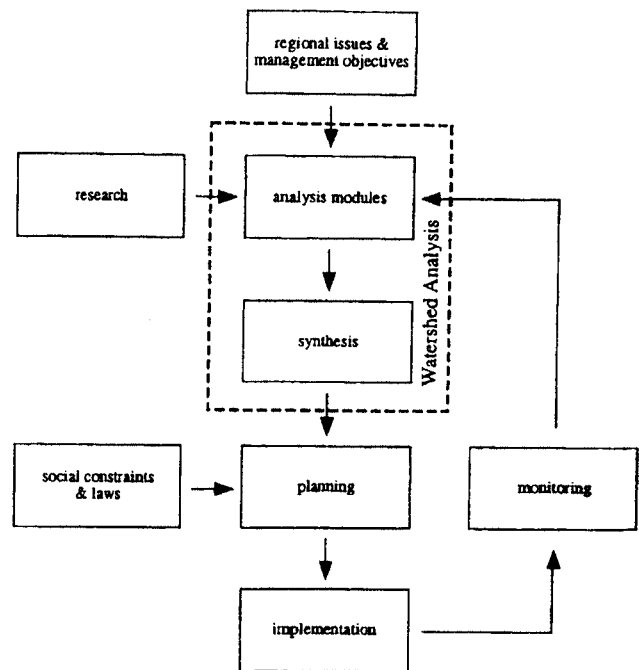 regional issues &
management objectives
research
analysis modules
Watershed Analysis
synthesis
social constraints
& laws
planning
monitoring
implementation